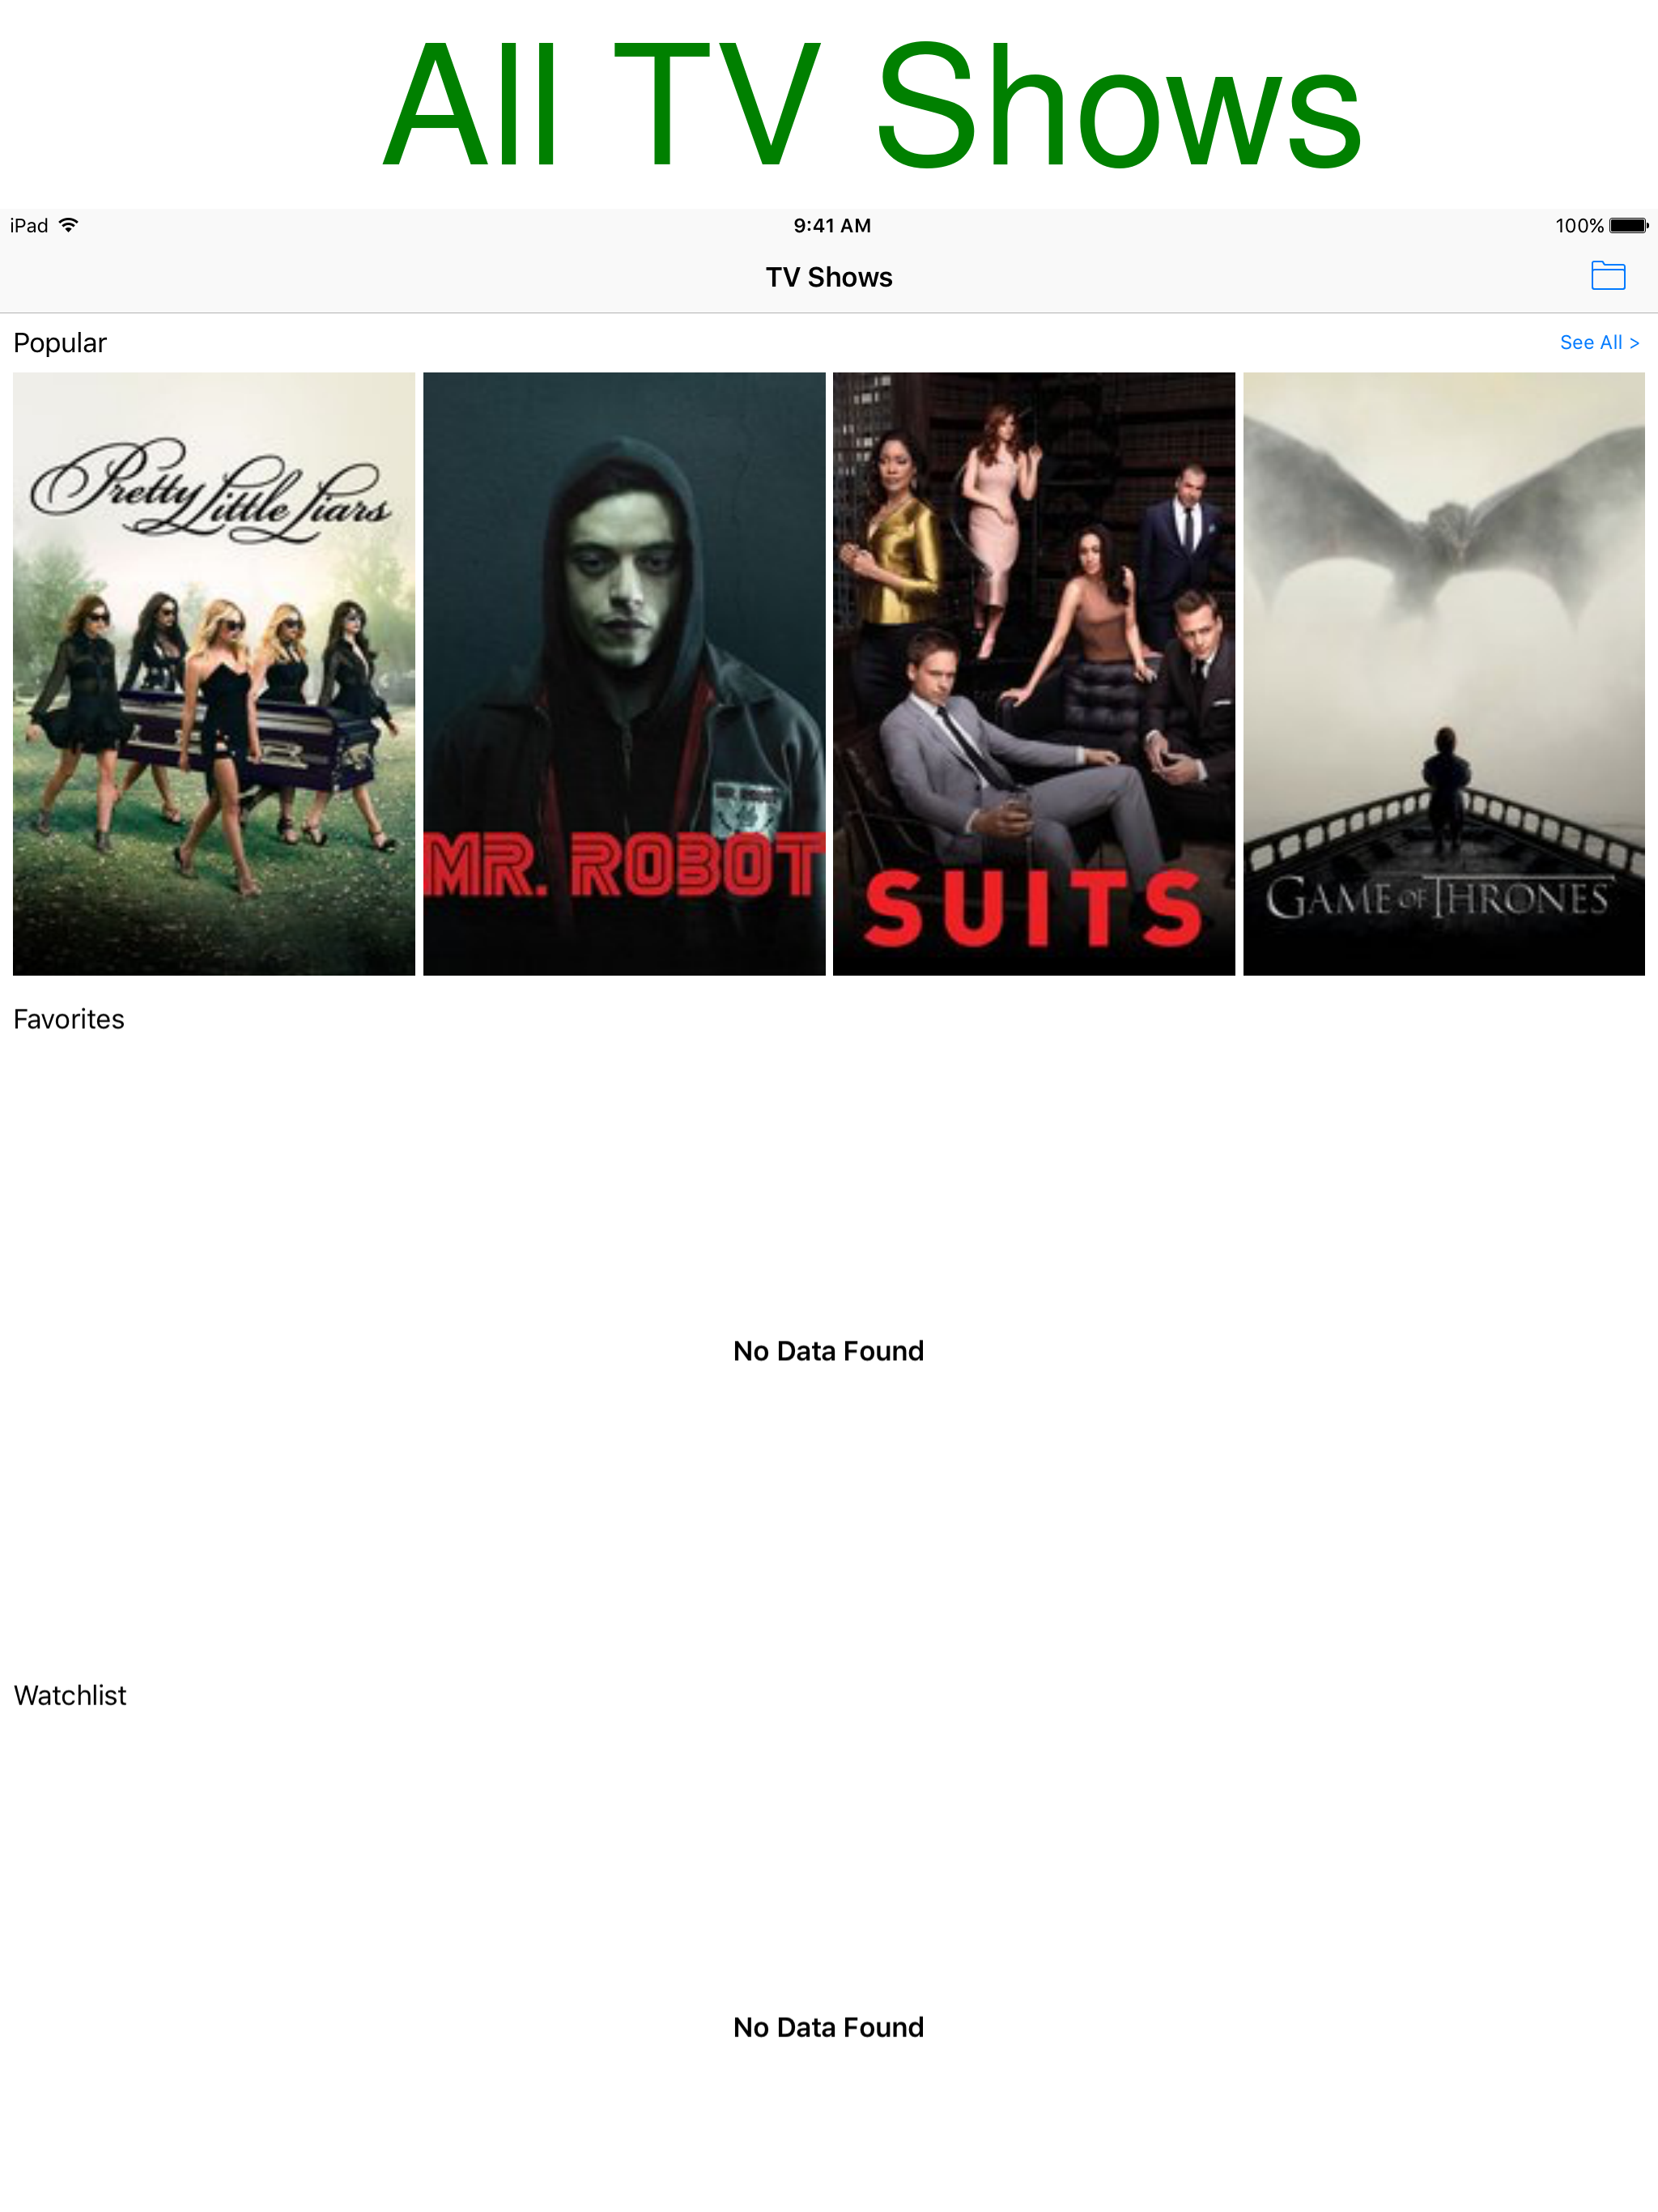 All TV Shows
iPad 9:41 AM 100%
TV Shows
Popular See All >
Pretty Little Liars
MR. ROBOT
SUITS
GAME OF THRONES
Favorites
No Data Found
Watchlist
No Data Found